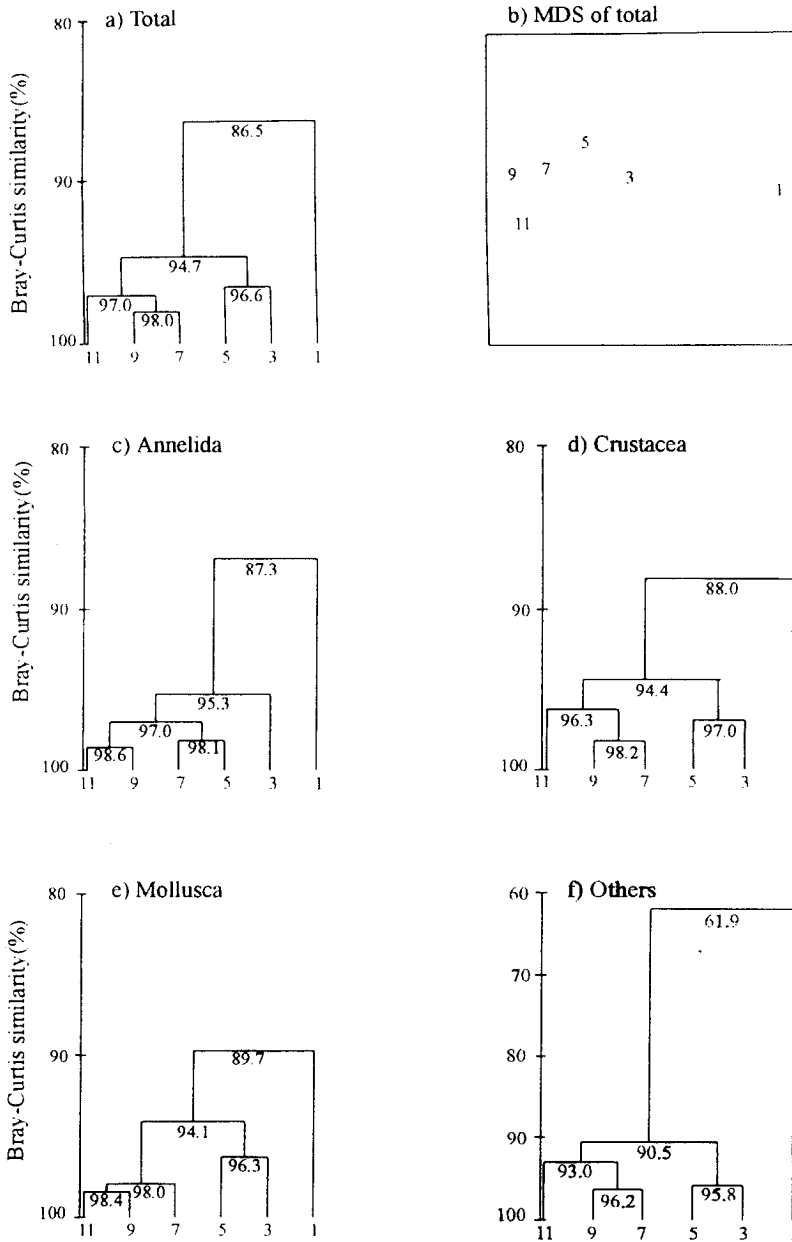 a) Total
Bray-Curtis similarity(%)
80
90
100
86.5
94.7
97.0
96.6
98.0
11 9 7 5 3 1
b) MDS of total
5
9 7 3 1
11
c) Annelida
Bray-Curtis similarity(%)
80
90
100
87.3
95.3
97.0
98.6 98.1
11 9 7 5 3 1
d) Crustacea
80
90
100
88.0
94.4
96.3 97.0
98.2
11 9 7 5 3
e) Mollusca
Bray-Curtis similarity(%)
80
90
100
89.7
94.1
96.3
98.4 98.0
11 9 7 5 3 1
f) Others
60
70
80
90
100
61.9
90.5
93.0
96.2 95.8
11 9 7 5 3